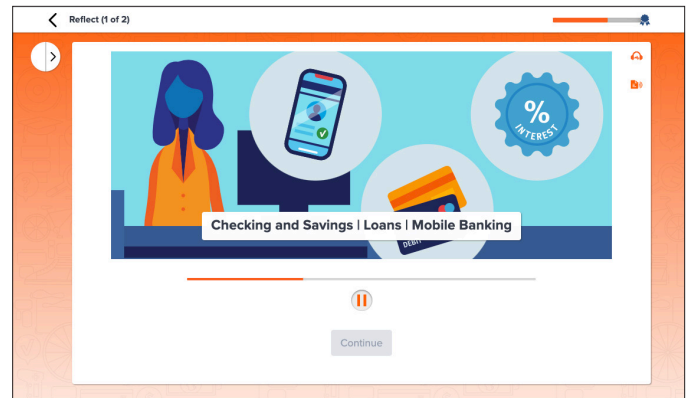 Reflect (1 of 2)
%
INTEREST
Checking and Savings | Loans | Mobile Banking
DEBIT
Continue